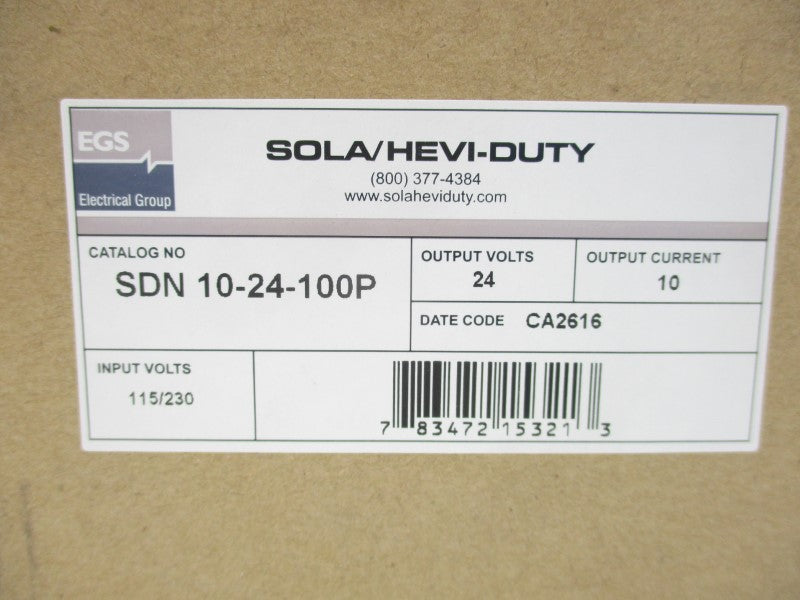 EGS
Electrical Group
SOLA/HEVI-DUTY
(800) 377-4384
www.solaheviduty.com
CATALOG NO
SDN 10-24-100P
OUTPUT VOLTS
24
OUTPUT CURRENT
10
DATE CODE CA2616
INPUT VOLTS
115/230
7 83472 15321 3